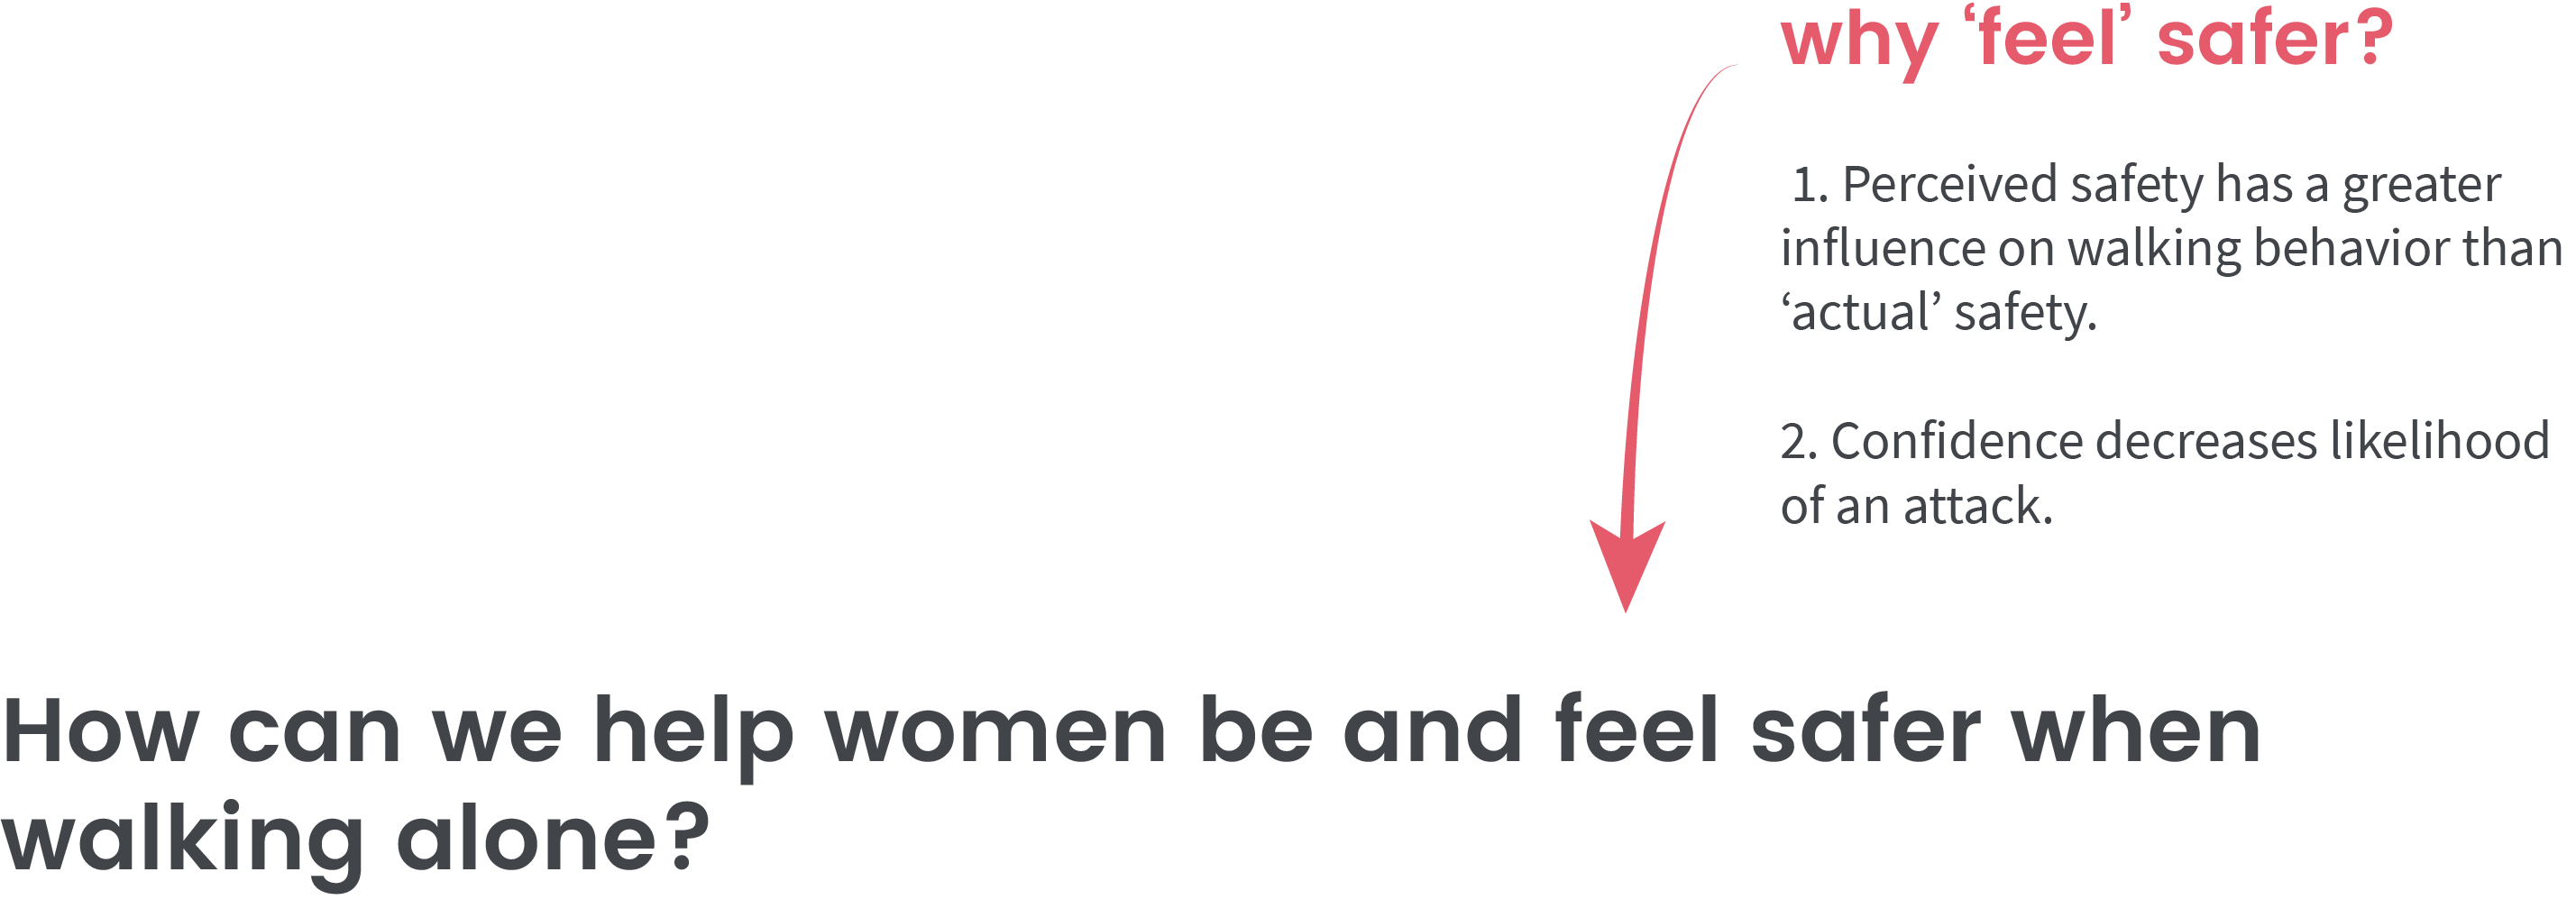 why ‘feel’ safer?
1. Perceived safety has a greater
influence on walking behavior than
‘actual’ safety.
2. Confidence decreases likelihood
of an attack.
How can we help women be and feel safer when
walking alone?